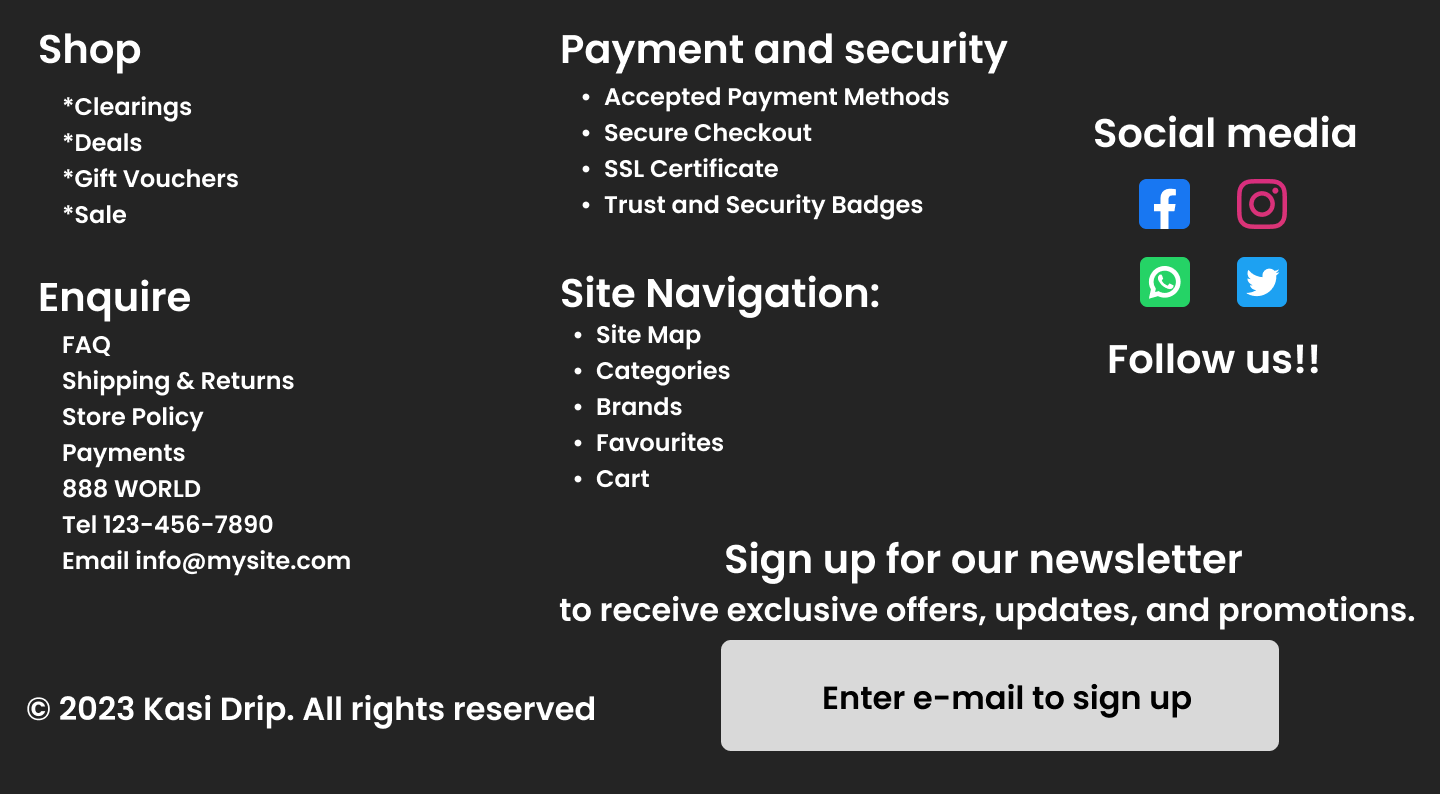 Shop
*Clearings
*Deals
*Gift Vouchers
*Sale
Enquire
FAQ
Shipping & Returns
Store Policy
Payments
888 WORLD
Tel 123-456-7890
Email info@mysite.com
© 2023 Kasi Drip. All rights reserved
Payment and security
• Accepted Payment Methods
• Secure Checkout
• SSL Certificate
• Trust and Security Badges
Site Navigation:
• Site Map
• Categories
• Brands
• Favourites
• Cart
Social media
Follow us!!
Sign up for our newsletter
to receive exclusive offers, updates, and promotions.
Enter e-mail to sign up